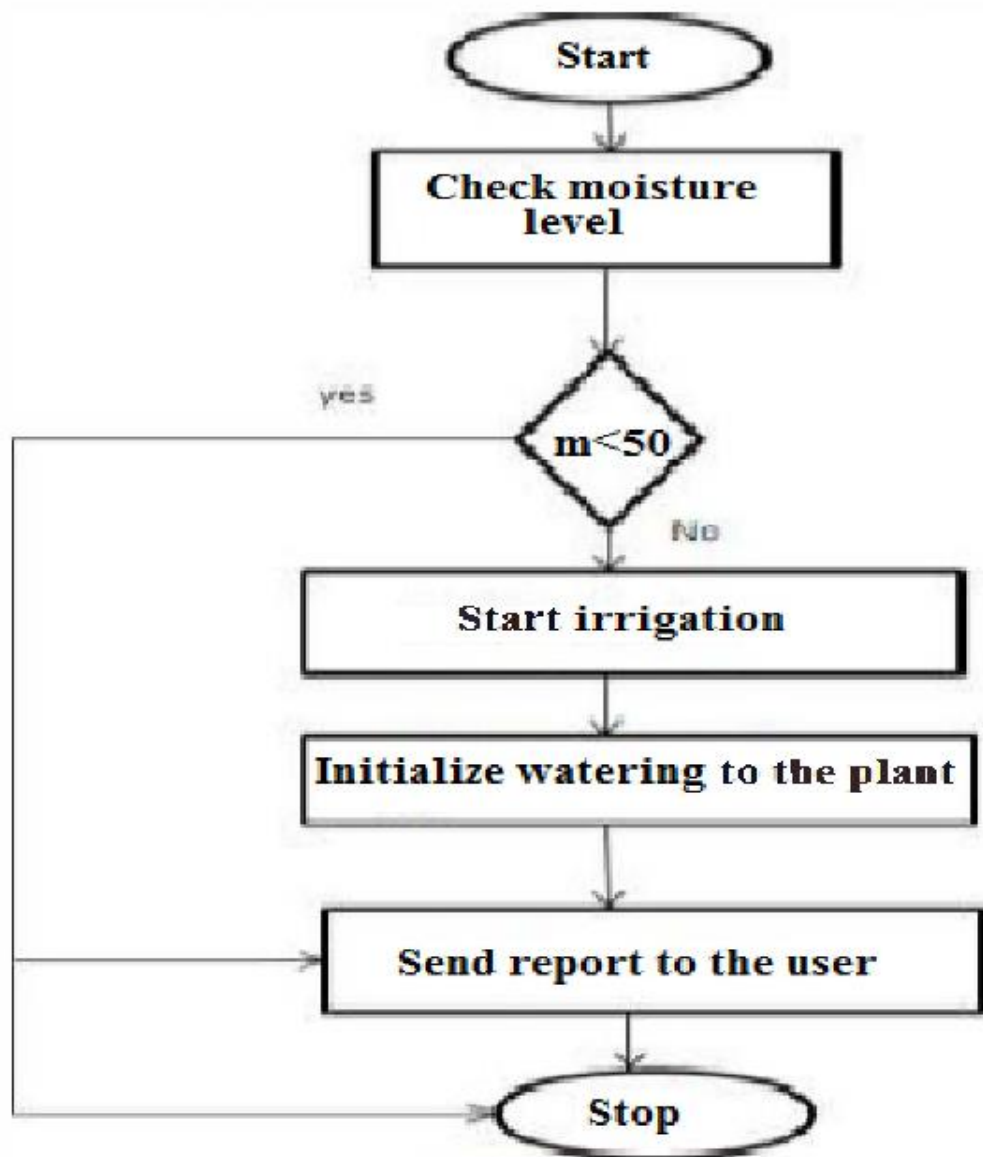 Start
Check moisture
level
yes
m<50
No
Start irrigation
Initialize watering to the plant
Send report to the user
Stop